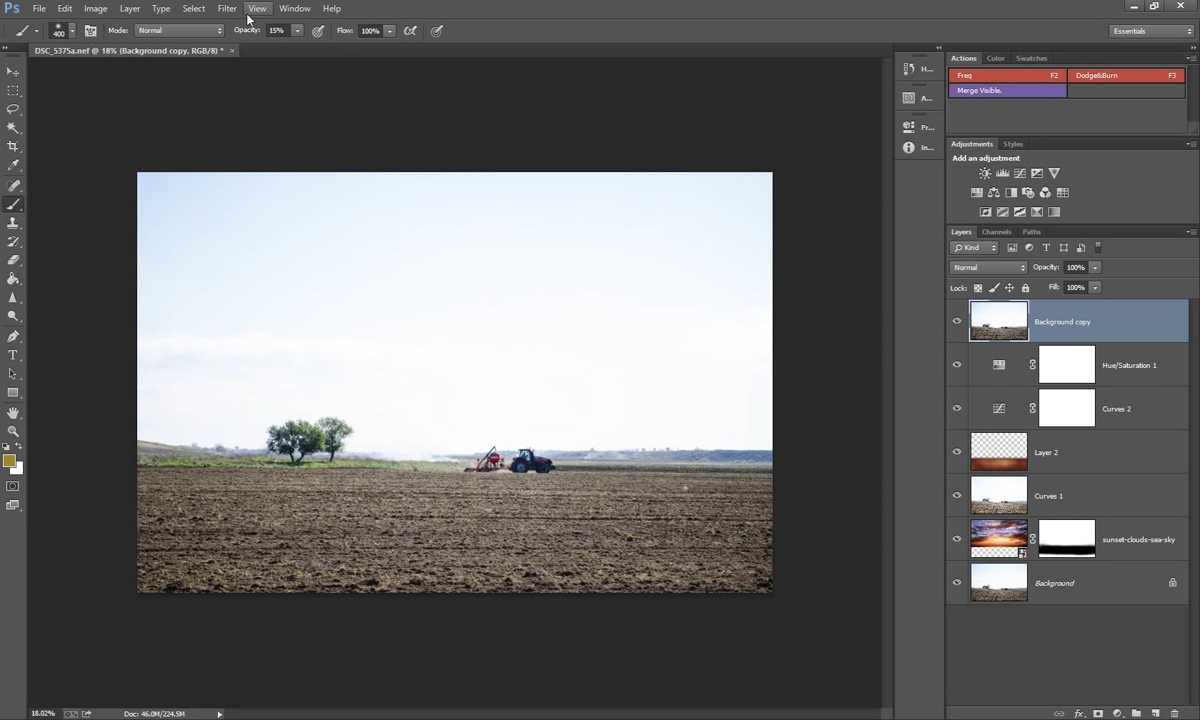 Ps File Edit Image Layer Type Select Filter View Window Help
400 Mode: Normal Opacity: 15% Flow: 100% Essentials
DSC_5375a.nef @ 18% (Background copy, RGB/8) * ×
H...
A...
Pr...
In...
Actions Color Swatches
Freq F2 Dodge&Burn F3
Merge Visible.
Adjustments Styles
Add an adjustment
Layers Channels Paths
Kind
Normal Opacity: 100%
Lock: Fill: 100%
Background copy
Hue/Saturation 1
Curves 2
Layer 2
Curves 1
sunset-clouds-sea-sky
Background
18.02% Doc: 46.0M/224.5M